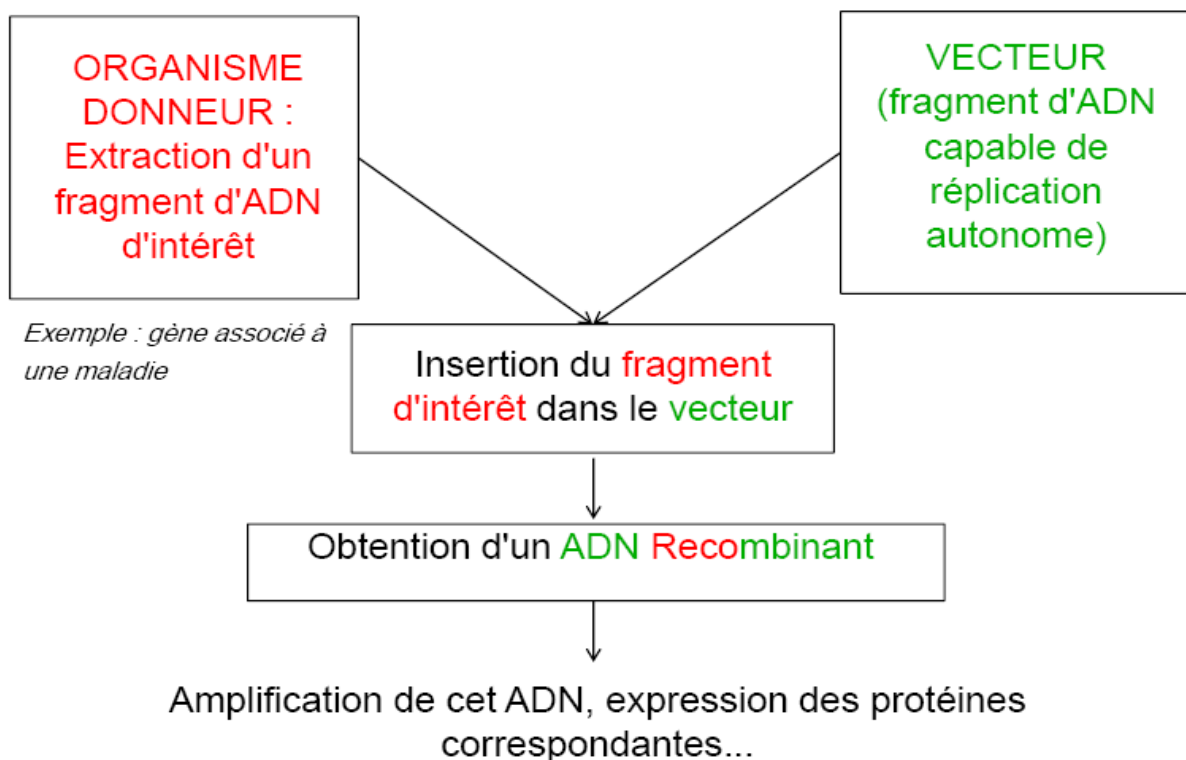 ORGANISME
DONNEUR :
Extraction d'un
fragment d'ADN
d'intérêt
VECTEUR
(fragment d'ADN
capable de
réplication
autonome)
Exemple : gène associé à
une maladie
Insertion du fragment
d'intérêt dans le vecteur
Obtention d'un ADN Recombinant
Amplification de cet ADN, expression des protéines
correspondantes...